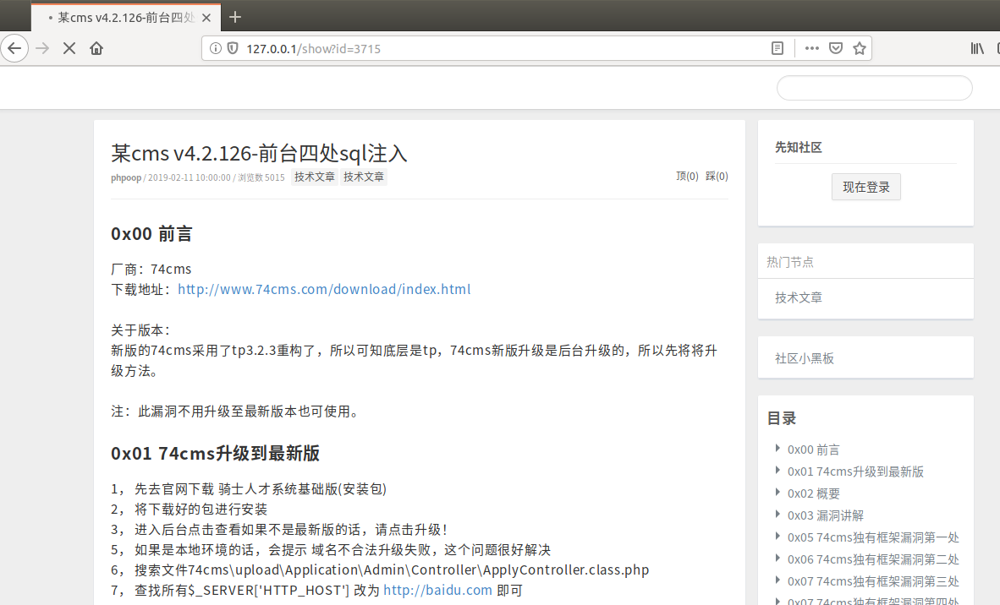 某cms v4.2.126-前台四处
127.0.0.1/show?id=3715
某cms v4.2.126-前台四处sql注入
phpoop / 2019-02-11 10:00:00 / 浏览数 5015 技术文章 技术文章 顶(0) 踩(0)
0x00 前言
厂商：74cms
下载地址：http://www.74cms.com/download/index.html
关于版本：
新版的74cms采用了tp3.2.3重构了，所以可知底层是tp，74cms新版升级是后台升级的，所以先将将升
级方法。
注：此漏洞不用升级至最新版本也可使用。
0x01 74cms升级到最新版
1， 先去官网下载 骑士人才系统基础版(安装包)
2， 将下载好的包进行安装
3， 进入后台点击查看如果不是最新版的话，请点击升级！
5， 如果是本地环境的话，会提示 域名不合法升级失败，这个问题很好解决
6， 搜索文件74cms\upload\Application\Admin\Controller\ApplyController.class.php
7， 查找所有$_SERVER['HTTP_HOST'] 改为 http://baidu.com 即可
先知社区
现在登录
热门节点
技术文章
社区小黑板
目录
0x00 前言
0x01 74cms升级到最新版
0x02 概要
0x03 漏洞讲解
0x05 74cms独有框架漏洞第一处
0x06 74cms独有框架漏洞第二处
0x07 74cms独有框架漏洞第三处
0x07 74cms独有框架漏洞第四处